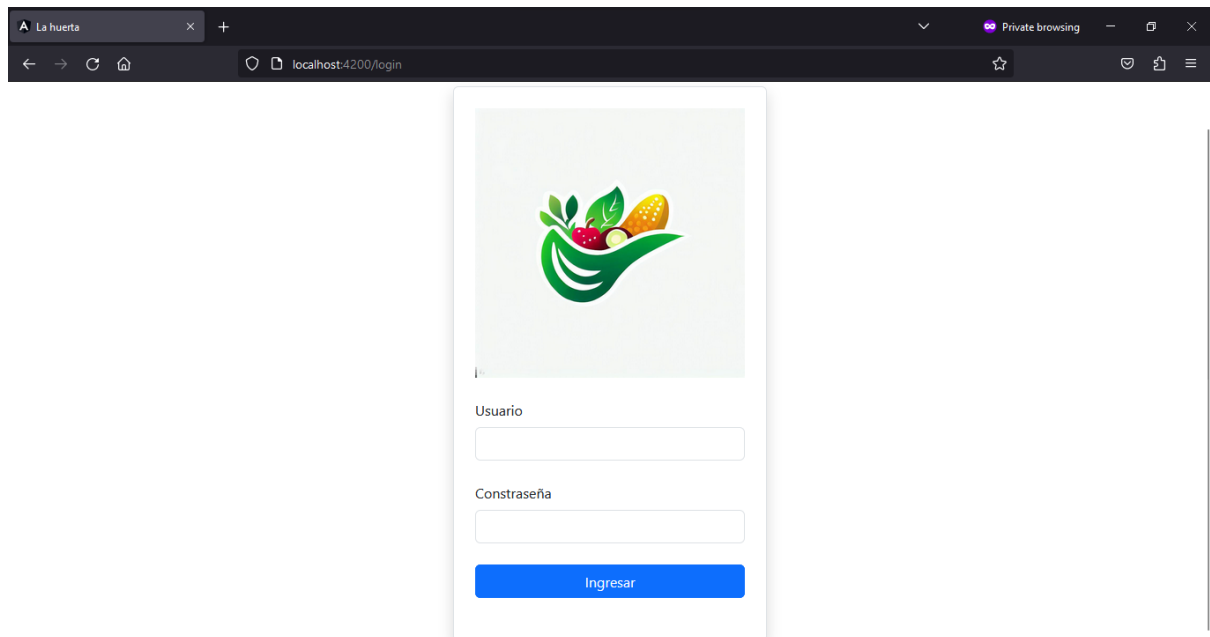 La huerta
Private browsing
localhost:4200/login
Usuario
Constraseña
Ingresar